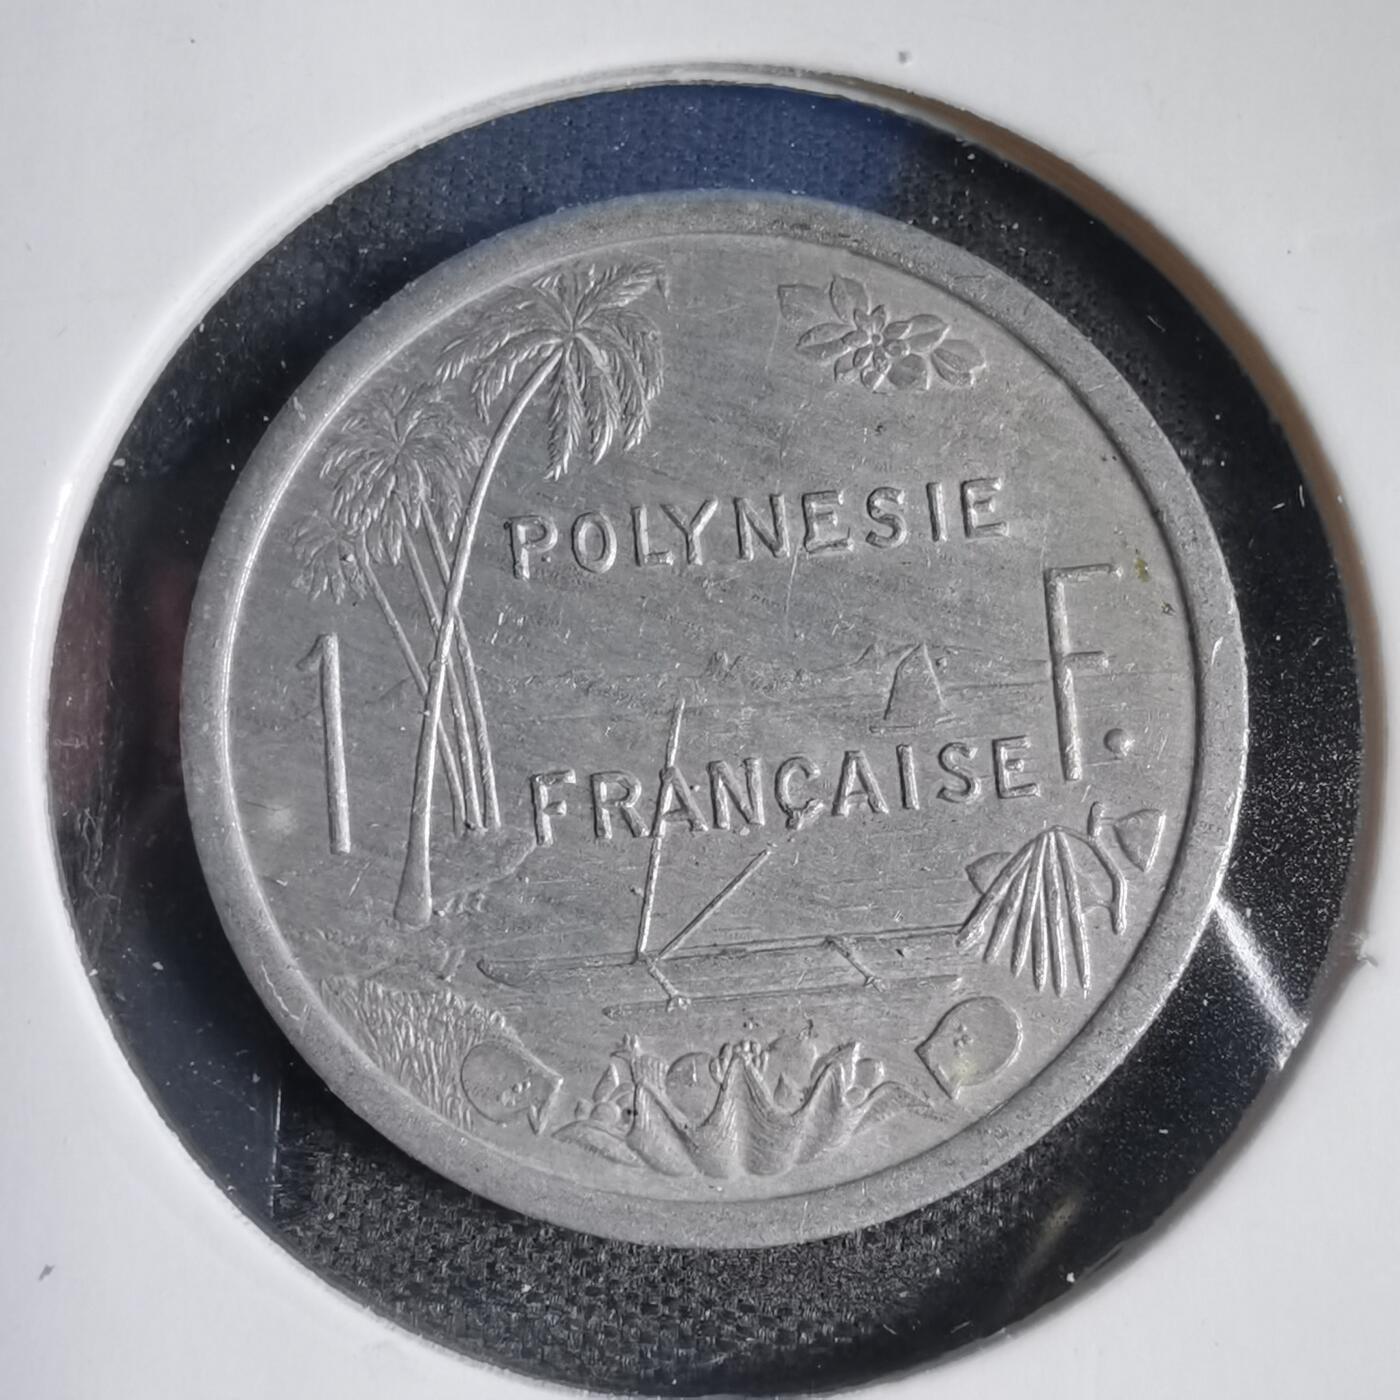 POLYNESIE
1 F.
FRANÇAISE